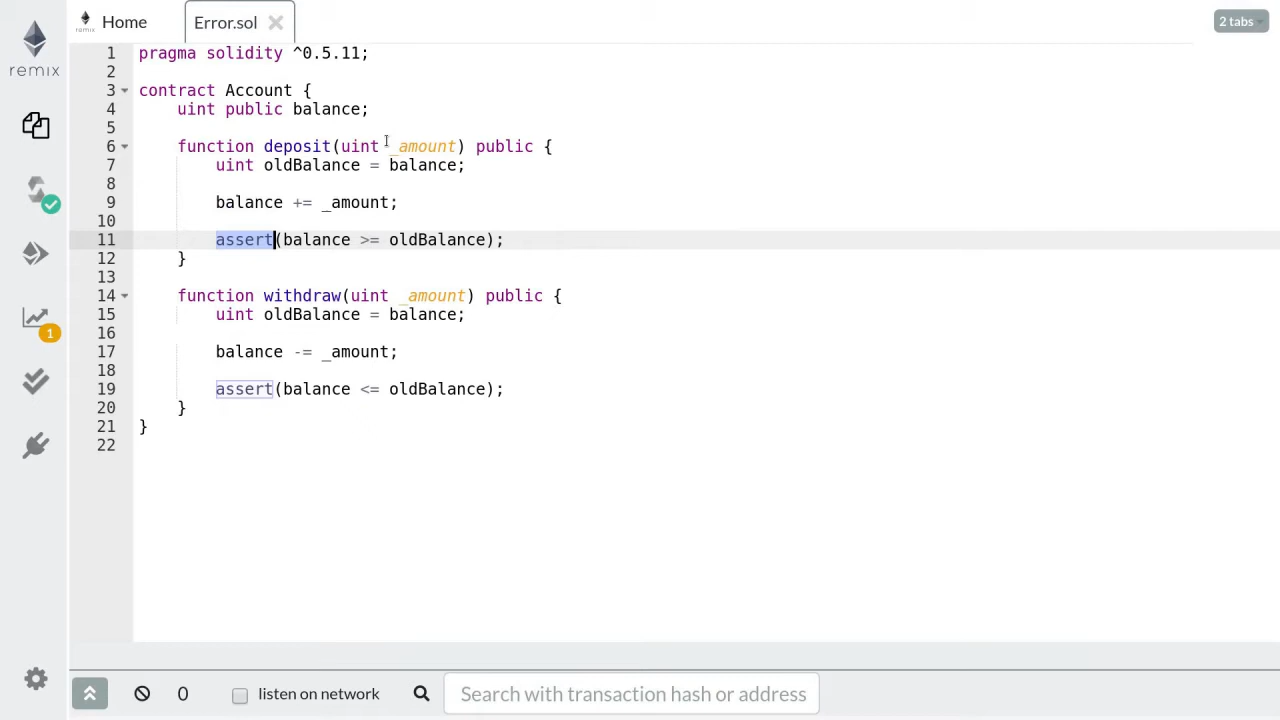 remix
remix
Home
Error.sol
2 tabs
1 pragma solidity ^0.5.11;
2
3 contract Account {
4 uint public balance;
5
6 function deposit(uint _amount) public {
7 uint oldBalance = balance;
8
9 balance += _amount;
10
11 assert(balance >= oldBalance);
12 }
13
14 function withdraw(uint _amount) public {
15 uint oldBalance = balance;
16
17 balance -= _amount;
18
19 assert(balance <= oldBalance);
20 }
21 }
22
1
0
listen on network
Search with transaction hash or address